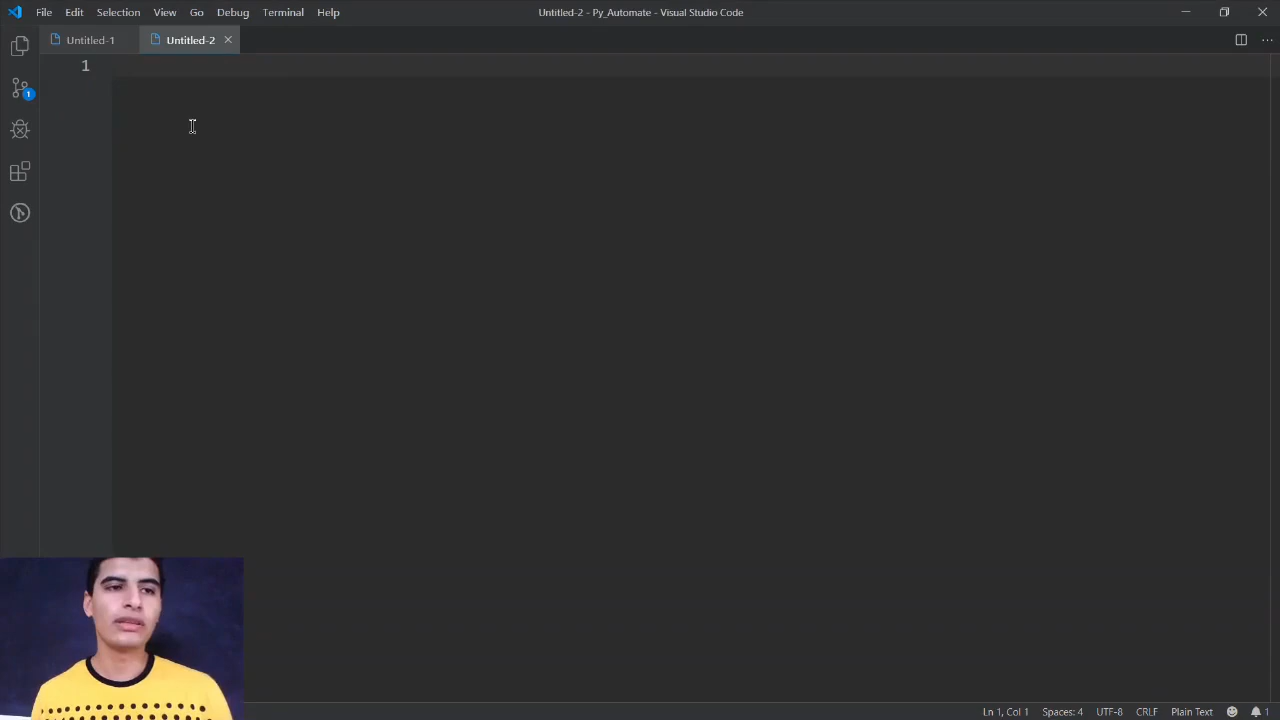 File Edit Selection View Go Debug Terminal Help Untitled-2 - Py_Automate - Visual Studio Code
Untitled-1 Untitled-2
1
1
Ln 1, Col 1 Spaces: 4 UTF-8 CRLF Plain Text 1